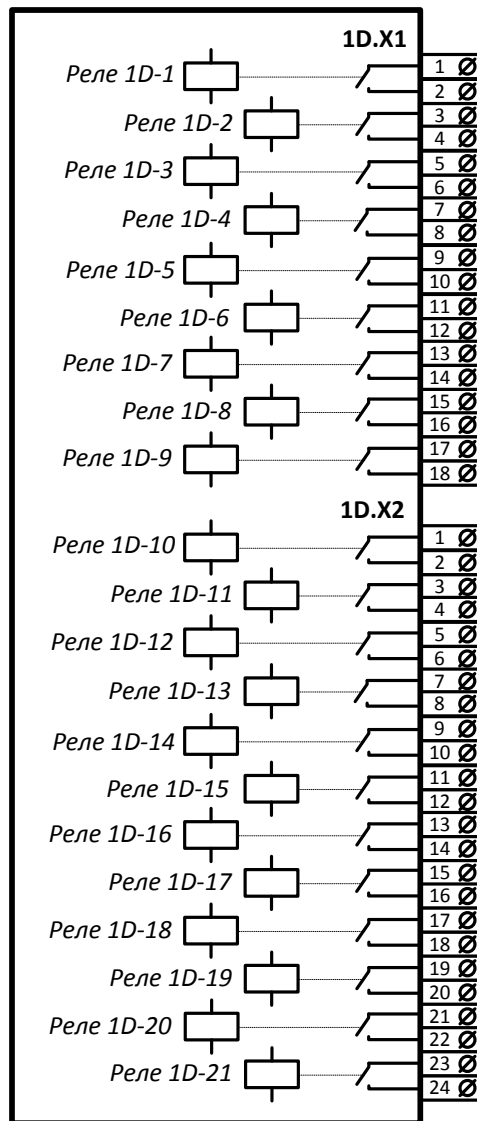 1D.X1
Реле 1D-1
1
2
Реле 1D-2
3
4
Реле 1D-3
5
6
Реле 1D-4
7
8
Реле 1D-5
9
10
Реле 1D-6
11
12
Реле 1D-7
13
14
Реле 1D-8
15
16
Реле 1D-9
17
18
1D.X2
Реле 1D-10
1
2
Реле 1D-11
3
4
Реле 1D-12
5
6
Реле 1D-13
7
8
Реле 1D-14
9
10
Реле 1D-15
11
12
Реле 1D-16
13
14
Реле 1D-17
15
16
Реле 1D-18
17
18
Реле 1D-19
19
20
Реле 1D-20
21
22
Реле 1D-21
23
24